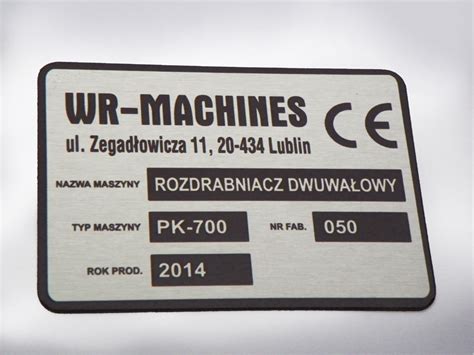 WR-MACHINES
ul. Zegadłowicza 11, 20-434 Lublin
CE
NAZWA MASZYNY ROZDRABNIACZ DWUWAŁOWY
TYP MASZYNY PK-700 NR FAB. 050
ROK PROD. 2014